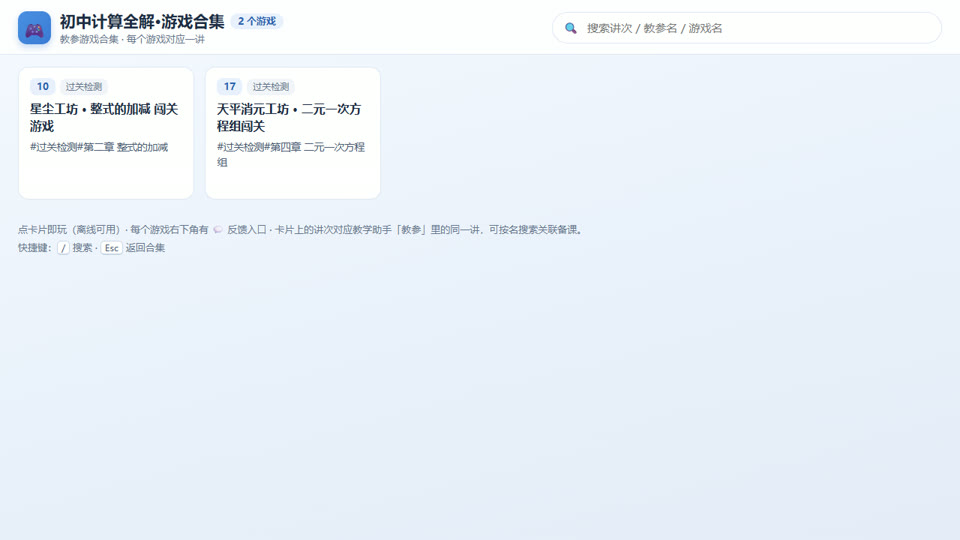 初中计算全解·游戏合集 2 个游戏
教参游戏合集 · 每个游戏对应一讲
搜索讲次 / 教参名 / 游戏名
10 过关检测
星尘工坊 · 整式的加减 闯关
游戏
#过关检测#第二章 整式的加减
17 过关检测
天平消元工坊 · 二元一次方
程组闯关
#过关检测#第四章 二元一次方程
组
点卡片即玩（离线可用）· 每个游戏右下角有 💬 反馈入口 · 卡片上的讲次对应教学助手「教参」里的同一讲，可按名搜索关联备课。
快捷键： / 搜索 · Esc 返回合集